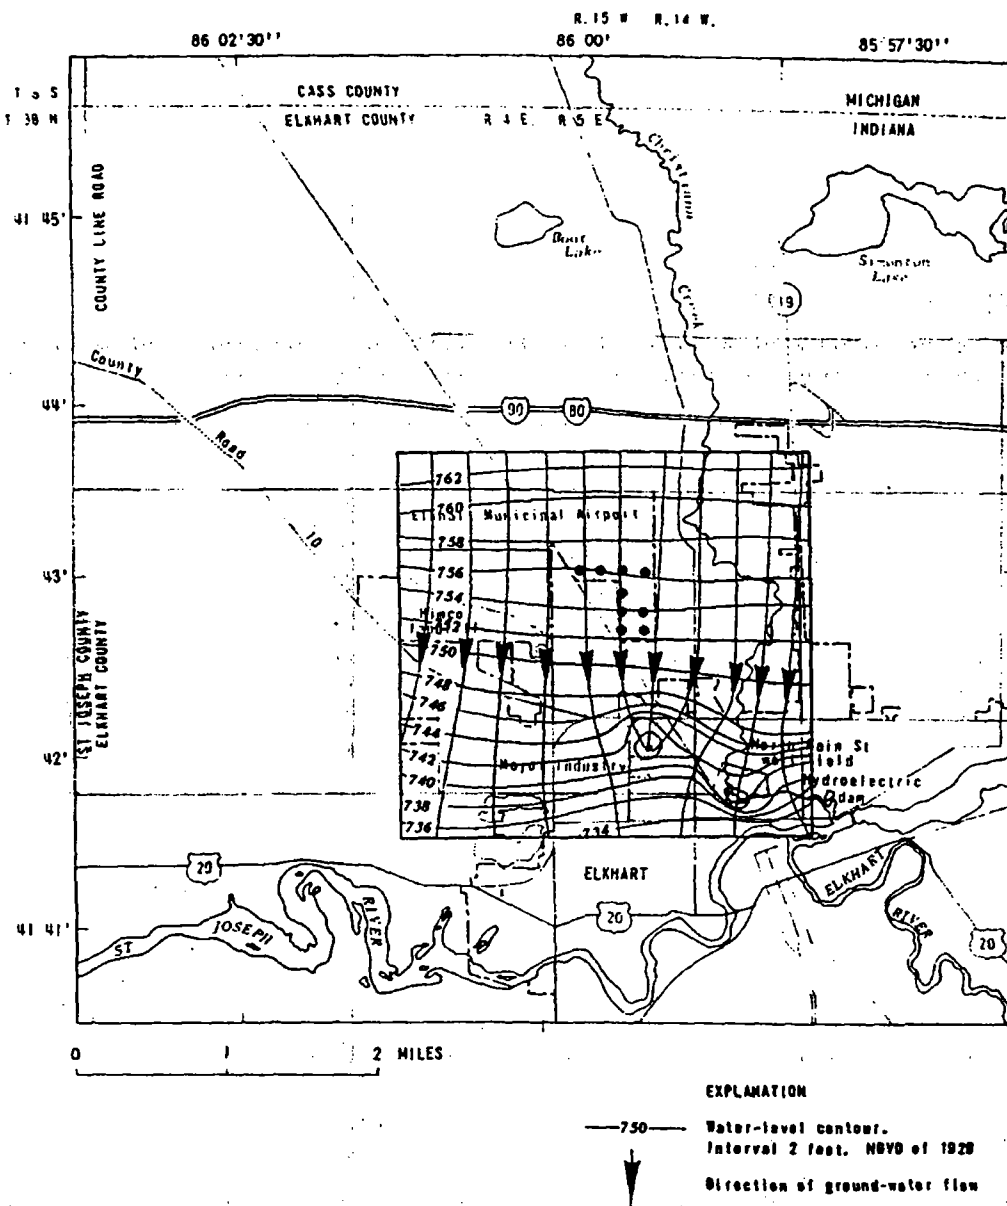 R. 15 W R. 14 W.
86 02'30'' 86 00' 85 57'30''
T S
T 38 N
CASS COUNTY
ELKHART COUNTY
R 4 E. R 5 E
MICHIGAN
INDIANA
Christiana
Creek
41 45'
COUNTY LINE ROAD
Lake
Simonton
Lake
19
County
Road
10
44'
90 80
762
760
Municipal Airport
758
43'
756
754
752
750
748
746
744
742
740
738
736
734
ST JOSEPH COUNTY
ELKHART COUNTY
42'
Industry
Main St
Hydroelectric
dam
20
ELKHART
20
ELKHART
RIVER
20
41 41'
ST
JOSEPH
RIVER
0 1 2 MILES
EXPLANATION
750 Water-level contour.
Interval 2 feet. NGVD of 1929
Direction of ground-water flow